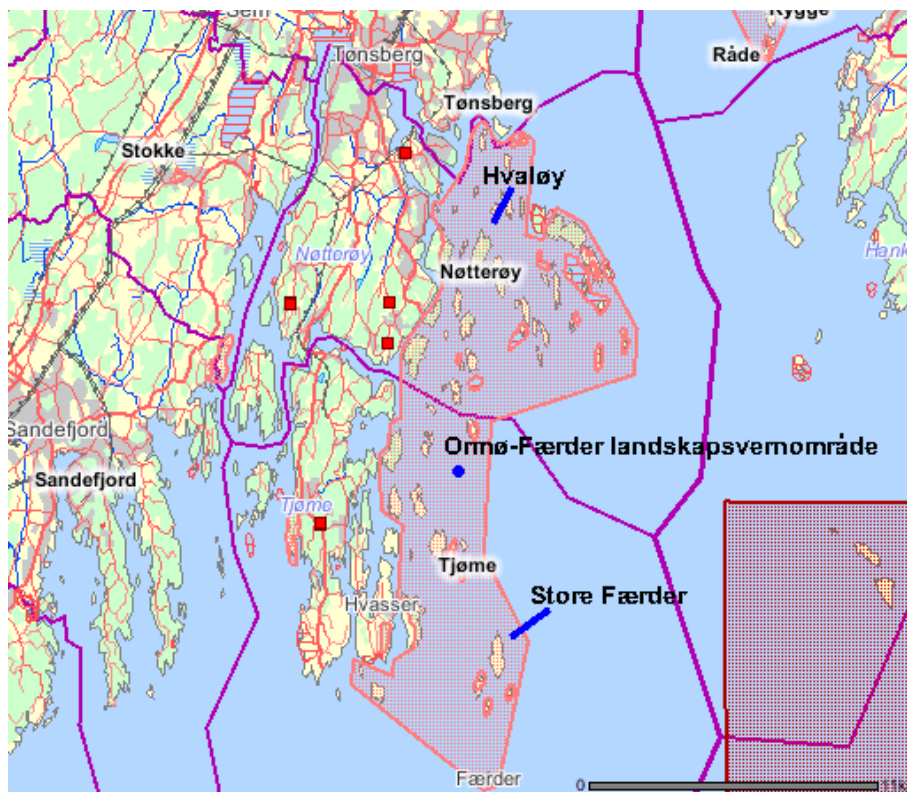 Sem
Rygge
Råde
Tønsberg
Tønsberg
Stokke
Hvaløy
Nøtterøy
Nøtterøy
Hank
Ormø-Færder landskapsvernområde
Sandefjord
Sandefjord
Tjøme
Tjøme
Store Færder
Hvasser
Færder
0 11k